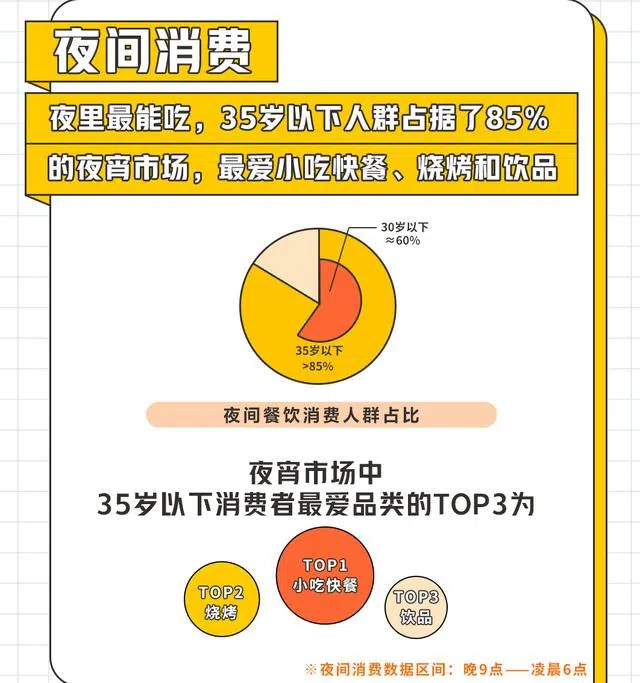 夜间消费
夜里最能吃，35岁以下人群占据了85%
的夜宵市场，最爱小吃快餐、烧烤和饮品
30岁以下
≈60%
35岁以下
>85%
夜间餐饮消费人群占比
夜宵市场中
35岁以下消费者最爱品类的TOP3为
TOP1
小吃快餐
TOP2
烧烤
TOP3
饮品
※夜间消费数据区间：晚9点——凌晨6点